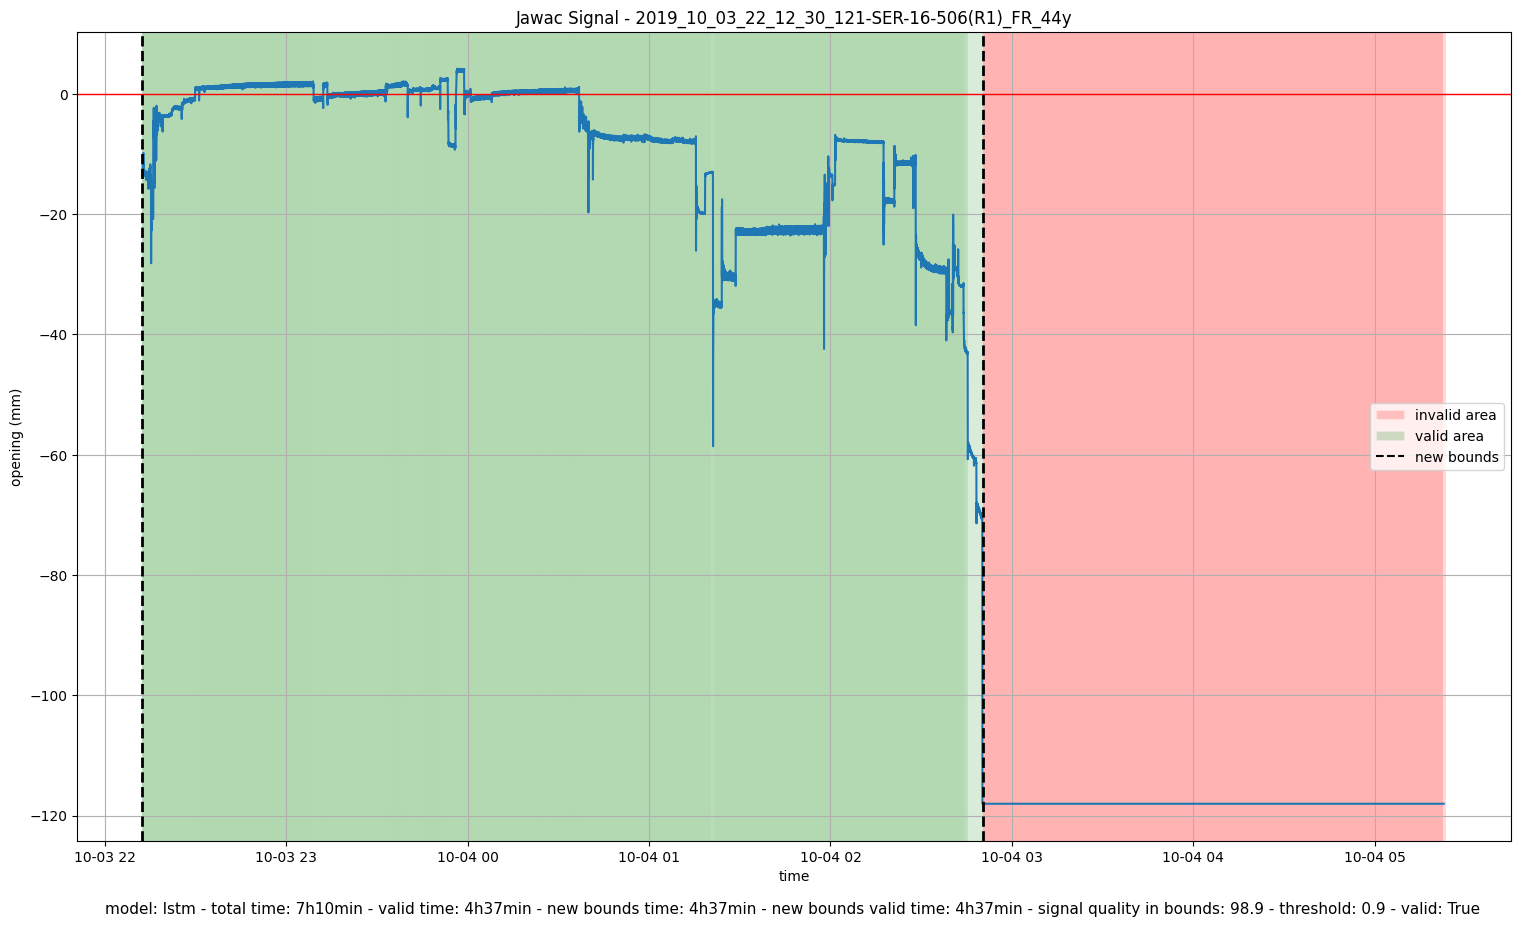 Jawac Signal - 2019_10_03_22_12_30_121-SER-16-506(R1)_FR_44y
opening (mm)
0
−20
−40
−60
−80
−100
−120
invalid area
valid area
new bounds
10-03 22
10-03 23
10-04 00
10-04 01
10-04 02
10-04 03
10-04 04
10-04 05
time
model: lstm - total time: 7h10min - valid time: 4h37min - new bounds time: 4h37min - new bounds valid time: 4h37min - signal quality in bounds: 98.9 - threshold: 0.9 - valid: True